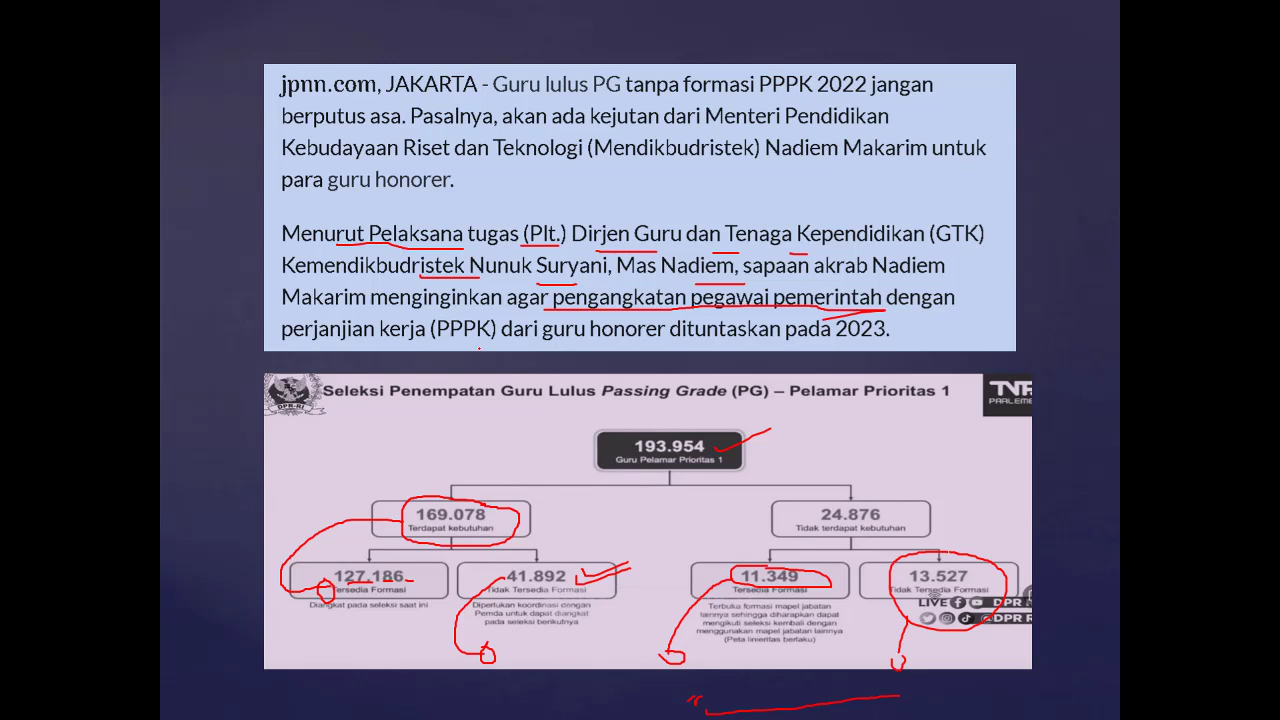 jpnn.com, JAKARTA - Guru lulus PG tanpa formasi PPPK 2022 jangan
berputus asa. Pasalnya, akan ada kejutan dari Menteri Pendidikan
Kebudayaan Riset dan Teknologi (Mendikbudristek) Nadiem Makarim untuk
para guru honorer.
Menurut Pelaksana tugas (Plt.) Dirjen Guru dan Tenaga Kependidikan (GTK)
Kemendikbudristek Nunuk Suryani, Mas Nadiem, sapaan akrab Nadiem
Makarim menginginkan agar pengangkatan pegawai pemerintah dengan
perjanjian kerja (PPPK) dari guru honorer dituntaskan pada 2023.
DPR-RI
Seleksi Penempatan Guru Lulus Passing Grade (PG) – Pelamar Prioritas 1
PARLEME
193.954
Guru Pelamar Prioritas 1
169.078
Terdapat kebutuhan
24.876
Tidak terdapat kebutuhan
127.186
Tersedia Formasi
Diangkat pada seleksi saat ini
41.892
Tidak Tersedia Formasi
Diperlukan koordinasi dengan
Pemda untuk dapat diangkat
pada seleksi berikutnya
11.349
Tersedia Formasi
Terbuka formasi mapel jabatan
lainnya sehingga diharapkan dapat
mengikuti seleksi kembali dengan
menggunakan mapel jabatan lainnya
(Peta linieritas berlaku)
13.527
Tidak Tersedia Formasi
LIVE DPR R
@DPR R